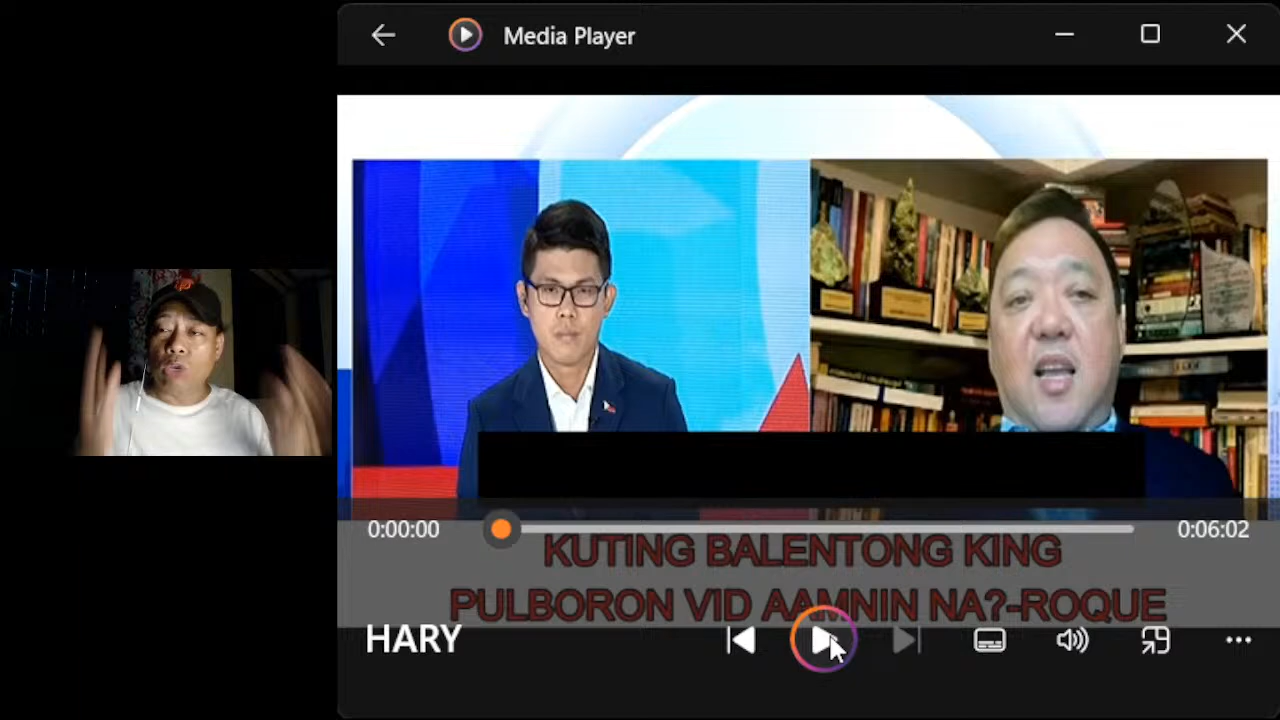 Media Player
0:00:00
0:06:02
KUTING BALENTONG KING
PULBORON VID AAMNIN NA?-ROQUE
HARY